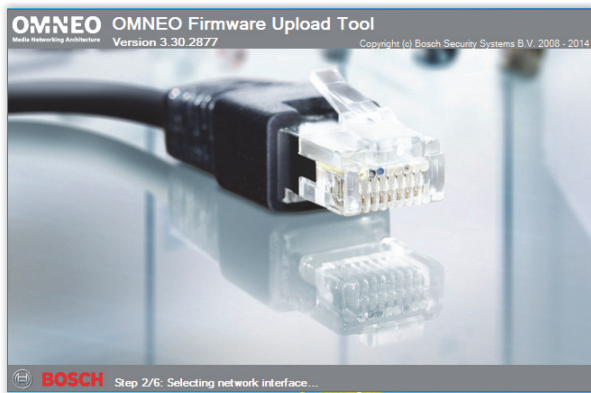 OMNEO OMNEO Firmware Upload Tool
Media Networking Architecture Version 3.30.2877 Copyright (c) Bosch Security Systems B.V. 2008 - 2014
BOSCH Step 2/6: Selecting network interface...